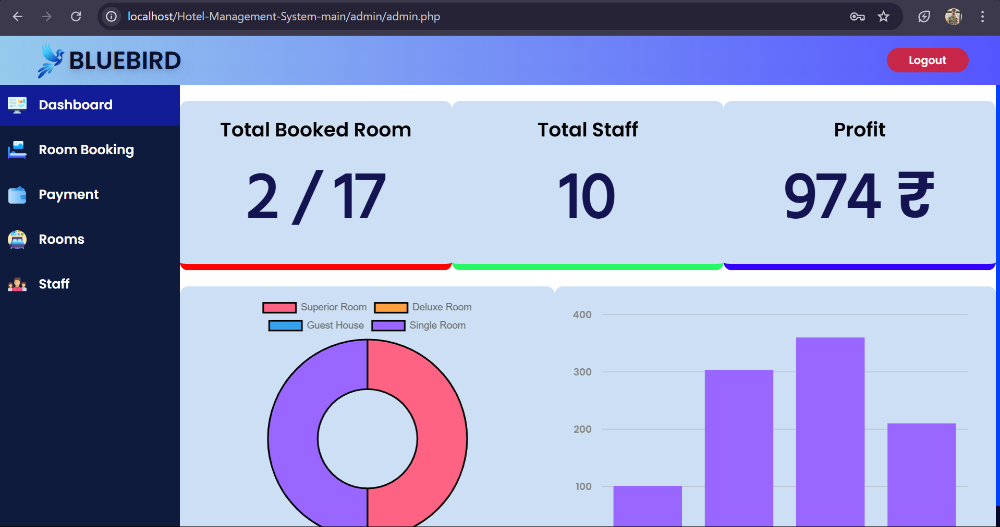 localhost/Hotel-Management-System-main/admin/admin.php
BLUEBIRD
Logout
Dashboard
Room Booking
Payment
Rooms
Staff
Total Booked Room
2 / 17
Total Staff
10
Profit
974 ₹
Superior Room Deluxe Room
Guest House Single Room
400
300
200
100